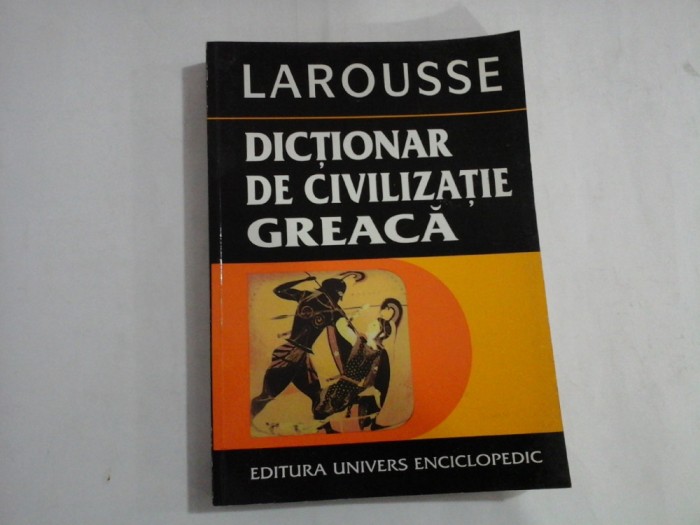 LAROUSSE
DICȚIONAR
DE CIVILIZAȚIE
GREACĂ
EDITURA UNIVERS ENCICLOPEDIC